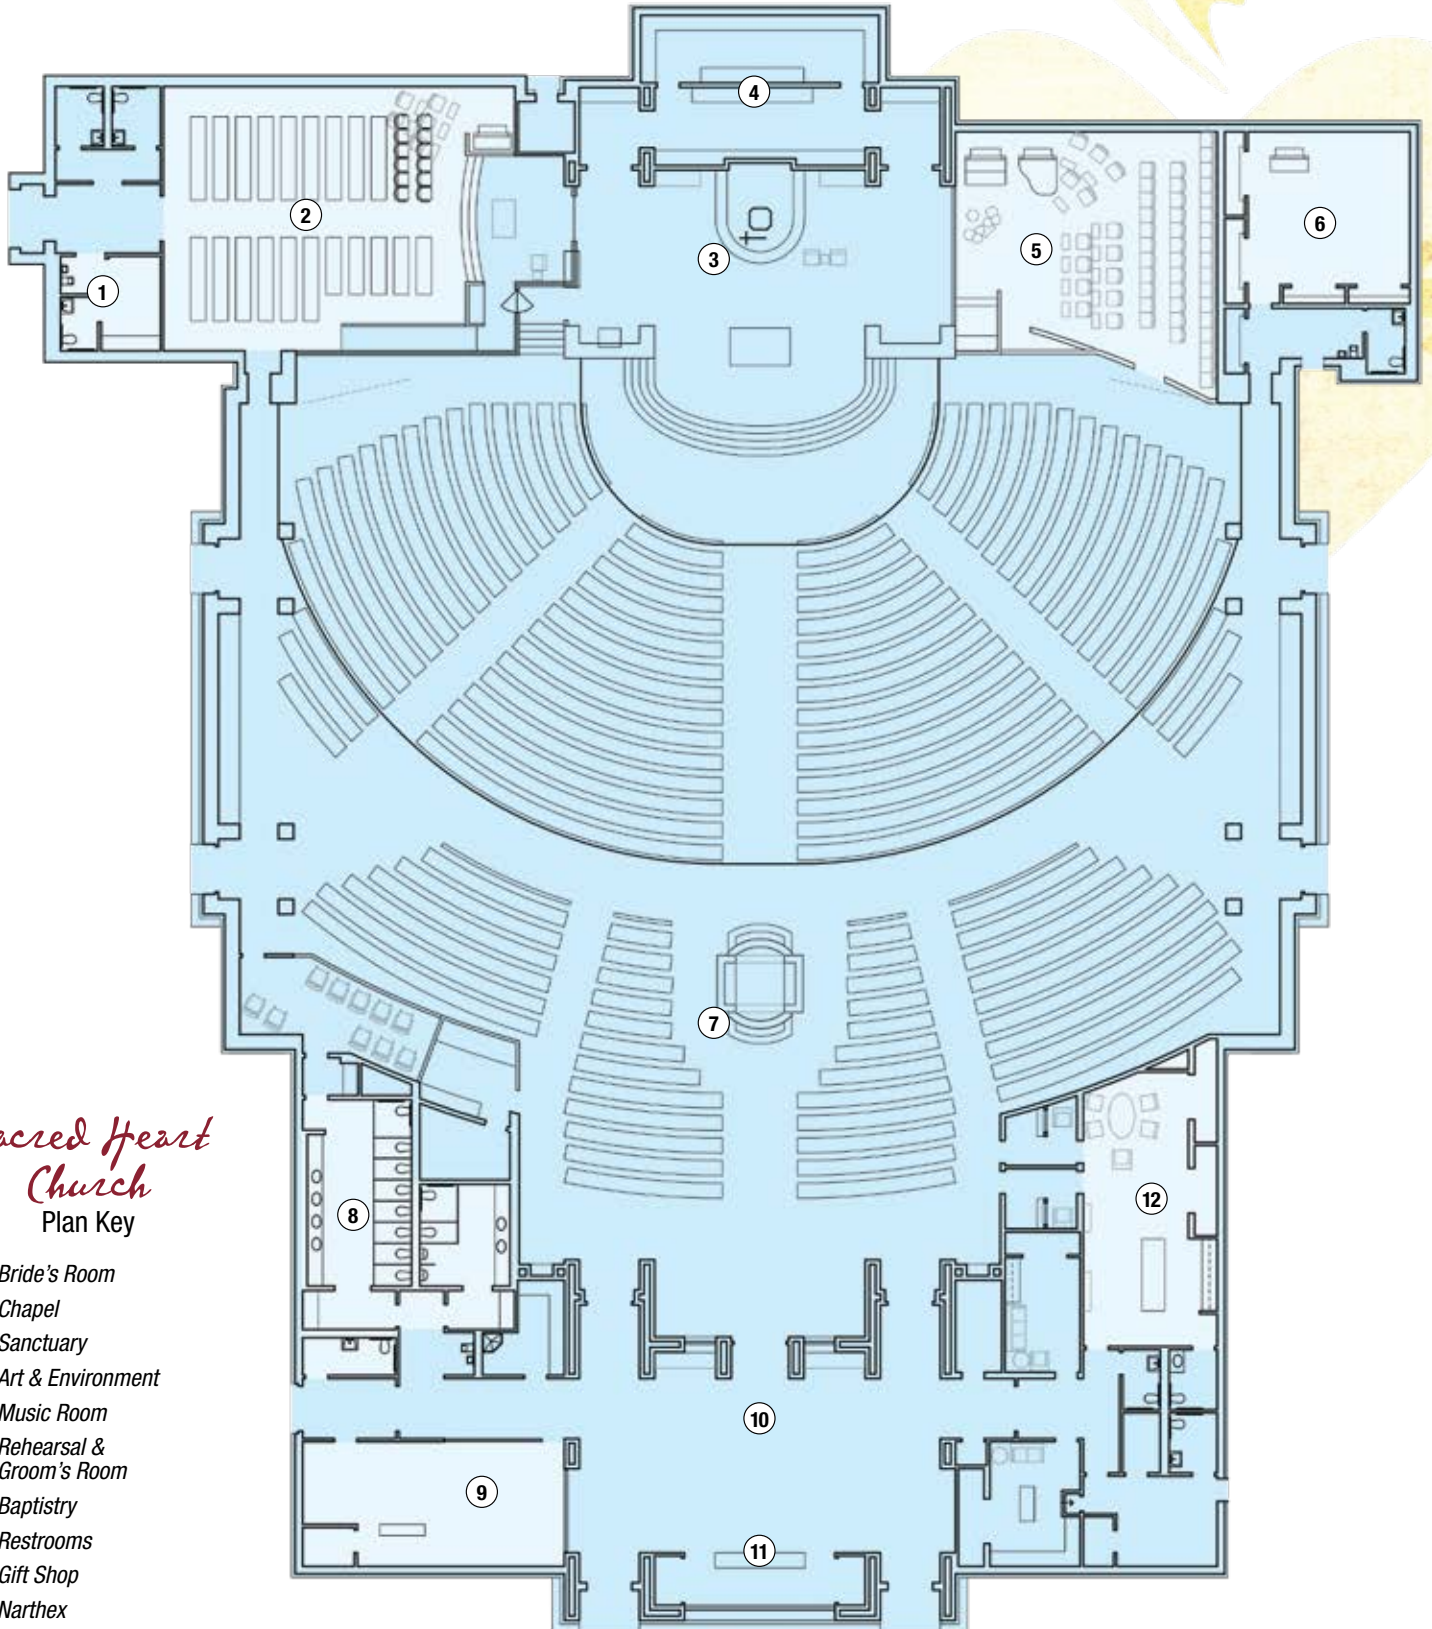 4
2
6
5
3
1
7
acred Heart
Church
Plan Key
8
12
Bride's Room
Chapel
Sanctuary
Art & Environment
Music Room
Rehearsal &
Groom's Room
Baptistry
Restrooms
Gift Shop
Narthex
10
9
11